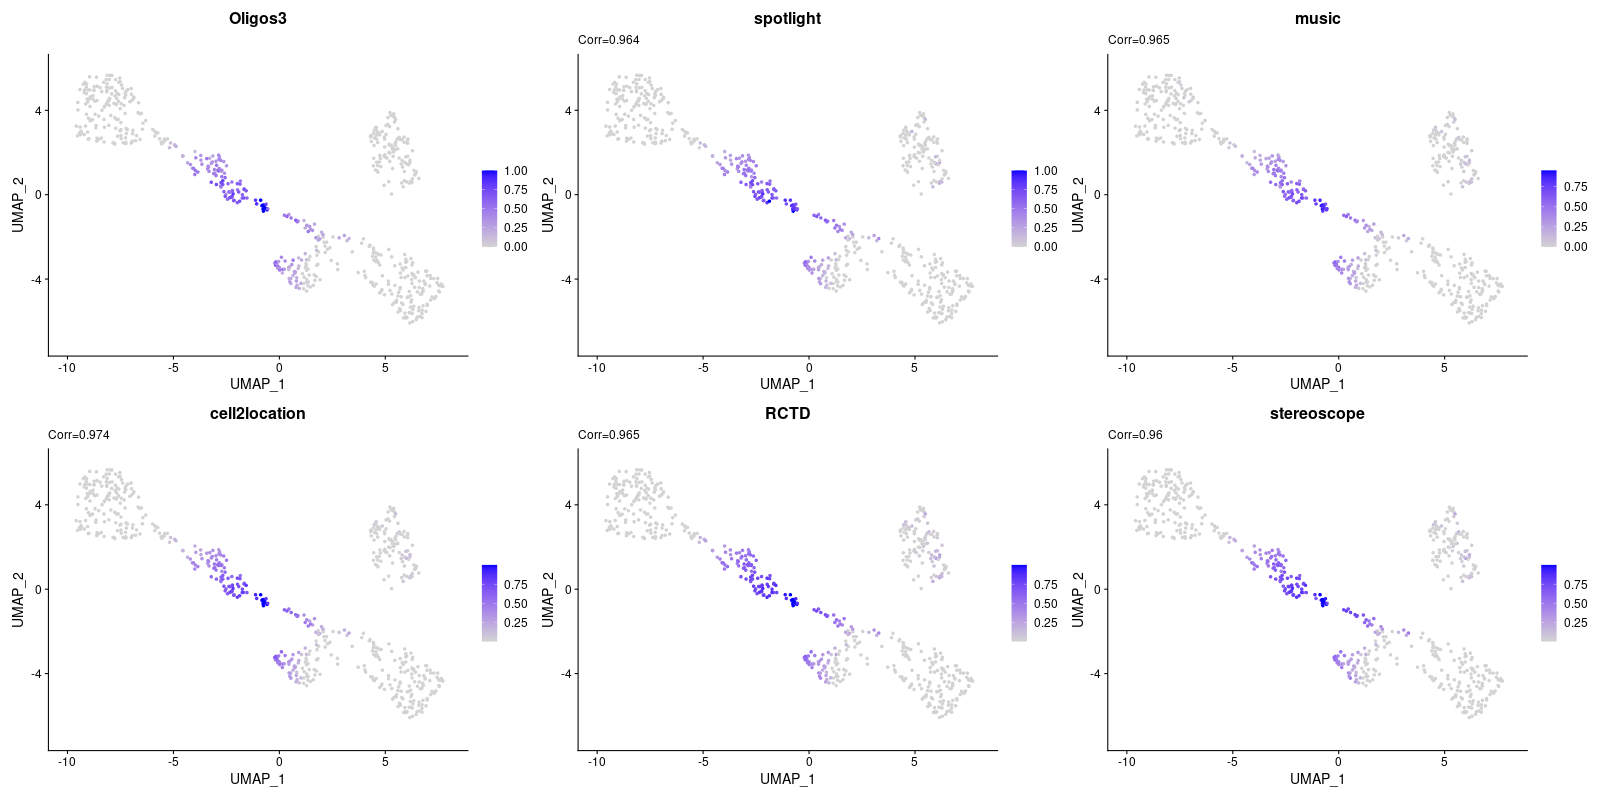 Oligos3
UMAP_2
4
0
-4
-10
-5
0
5
UMAP_1
1.00
0.75
0.50
0.25
0.00
spotlight
Corr=0.964
UMAP_2
4
0
-4
-10
-5
0
5
UMAP_1
1.00
0.75
0.50
0.25
0.00
music
Corr=0.965
UMAP_2
4
0
-4
-10
-5
0
5
UMAP_1
0.75
0.50
0.25
0.00
cell2location
Corr=0.974
UMAP_2
4
0
-4
-10
-5
0
5
UMAP_1
0.75
0.50
0.25
RCTD
Corr=0.965
UMAP_2
4
0
-4
-10
-5
0
5
UMAP_1
0.75
0.50
0.25
stereoscope
Corr=0.96
UMAP_2
4
0
-4
-10
-5
0
5
UMAP_1
0.75
0.50
0.25